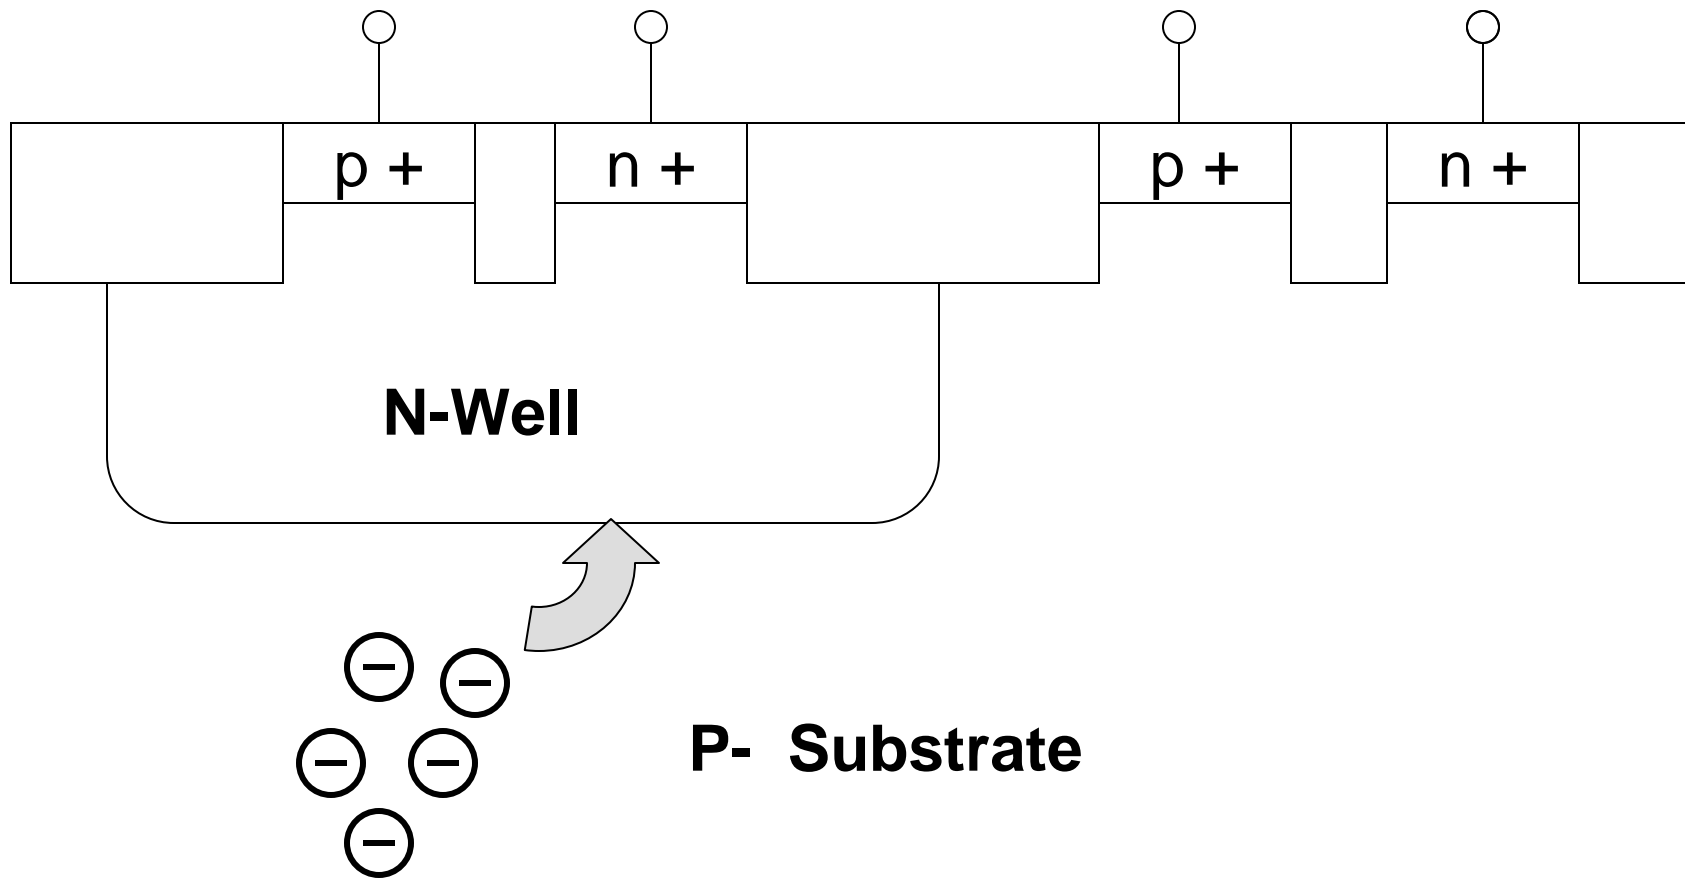 p + n + p + n +
N-Well
P- Substrate